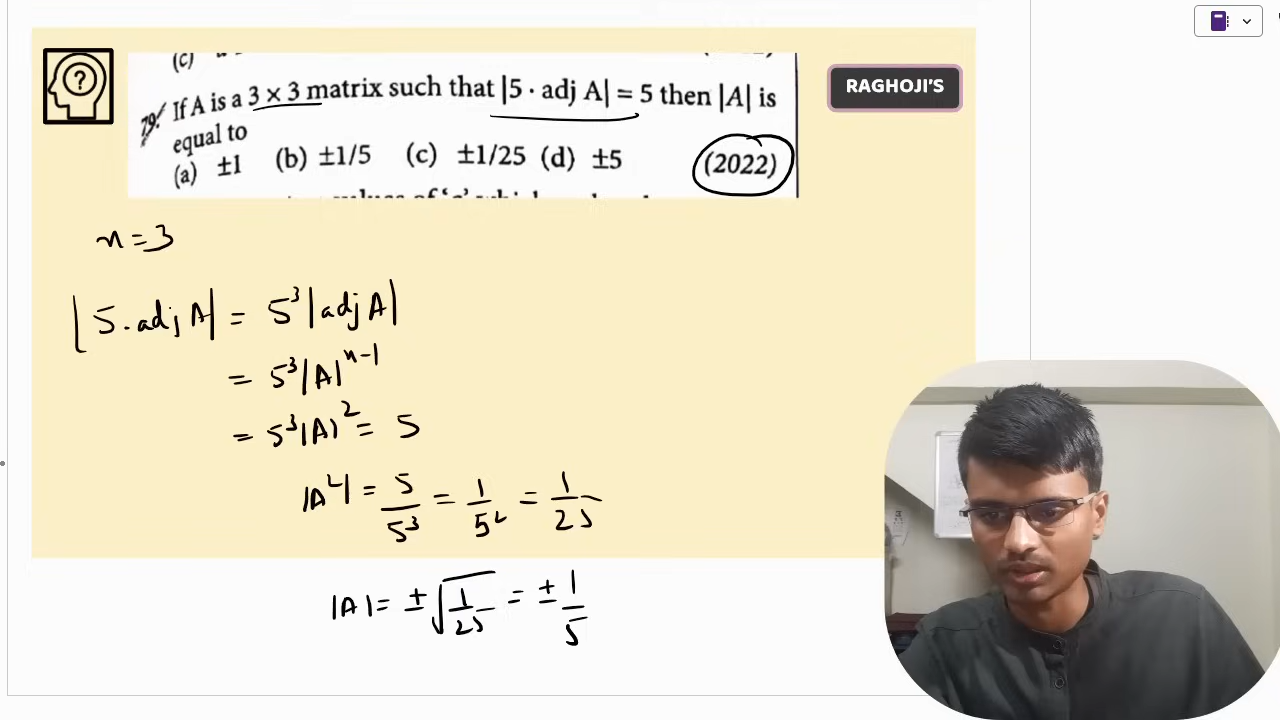 RAGHOJI'S
79. If A is a 3 × 3 matrix such that |5 · adj A| = 5 then |A| is
equal to
(a) ±1 (b) ±1/5 (c) ±1/25 (d) ±5 (2022)
n = 3
|5.adj A| = 5³|adj A|
= 5³|A|ⁿ⁻¹
= 5³|A|² = 5
|A²| = 5/5³ = 1/5² = 1/25
|A| = ±√1/25 = ±1/5